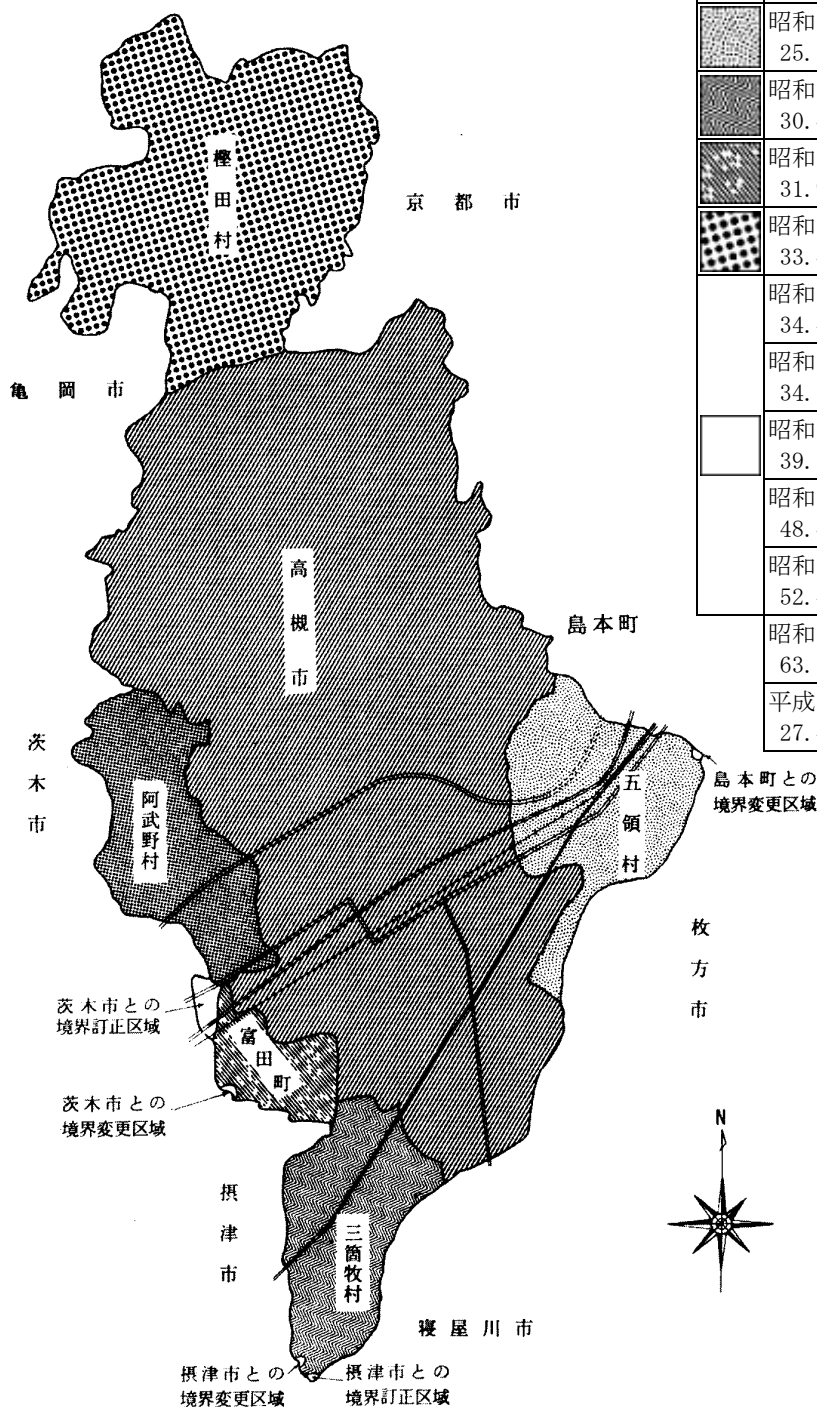 昭和
25.
昭和
30.
昭和
31.
昭和
33.
昭和
34.
昭和
34.
昭和
39.
昭和
48.
昭和
52.
昭和
63.
平成
27.
樫田村
京都市
亀岡市
高槻市
島本町
茨木市
阿武野村
五領村
島本町との
境界変更区域
枚方市
茨木市との
境界訂正区域
富田町
茨木市との
境界変更区域
N
摂津市
三箇牧村
寝屋川市
摂津市との
境界変更区域
摂津市との
境界訂正区域